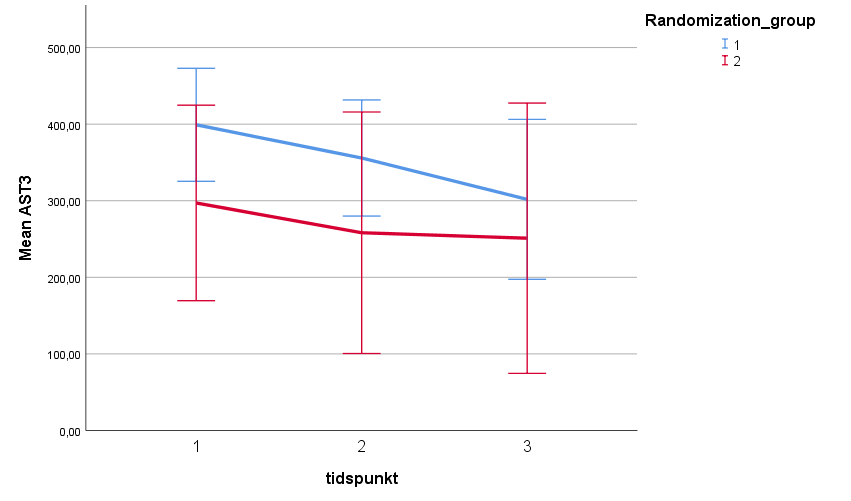 Randomization_group
1
2
500,00
400,00
300,00
200,00
100,00
0,00
Mean AST3
1 2 3
tidspunkt